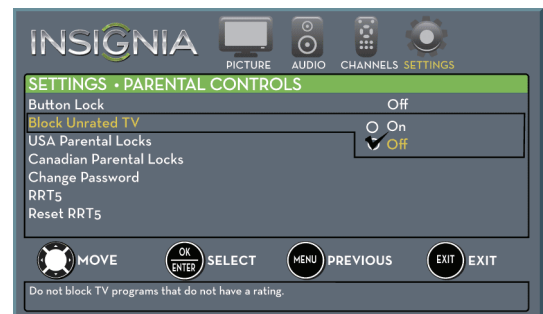 INSIGNIA
PICTURE AUDIO CHANNELS SETTINGS
SETTINGS • PARENTAL CONTROLS
Button Lock Off
Block Unrated TV On
USA Parental Locks Off
Canadian Parental Locks
Change Password
RRT5
Reset RRT5
MOVE OK ENTER SELECT MENU PREVIOUS EXIT EXIT
Do not block TV programs that do not have a rating.